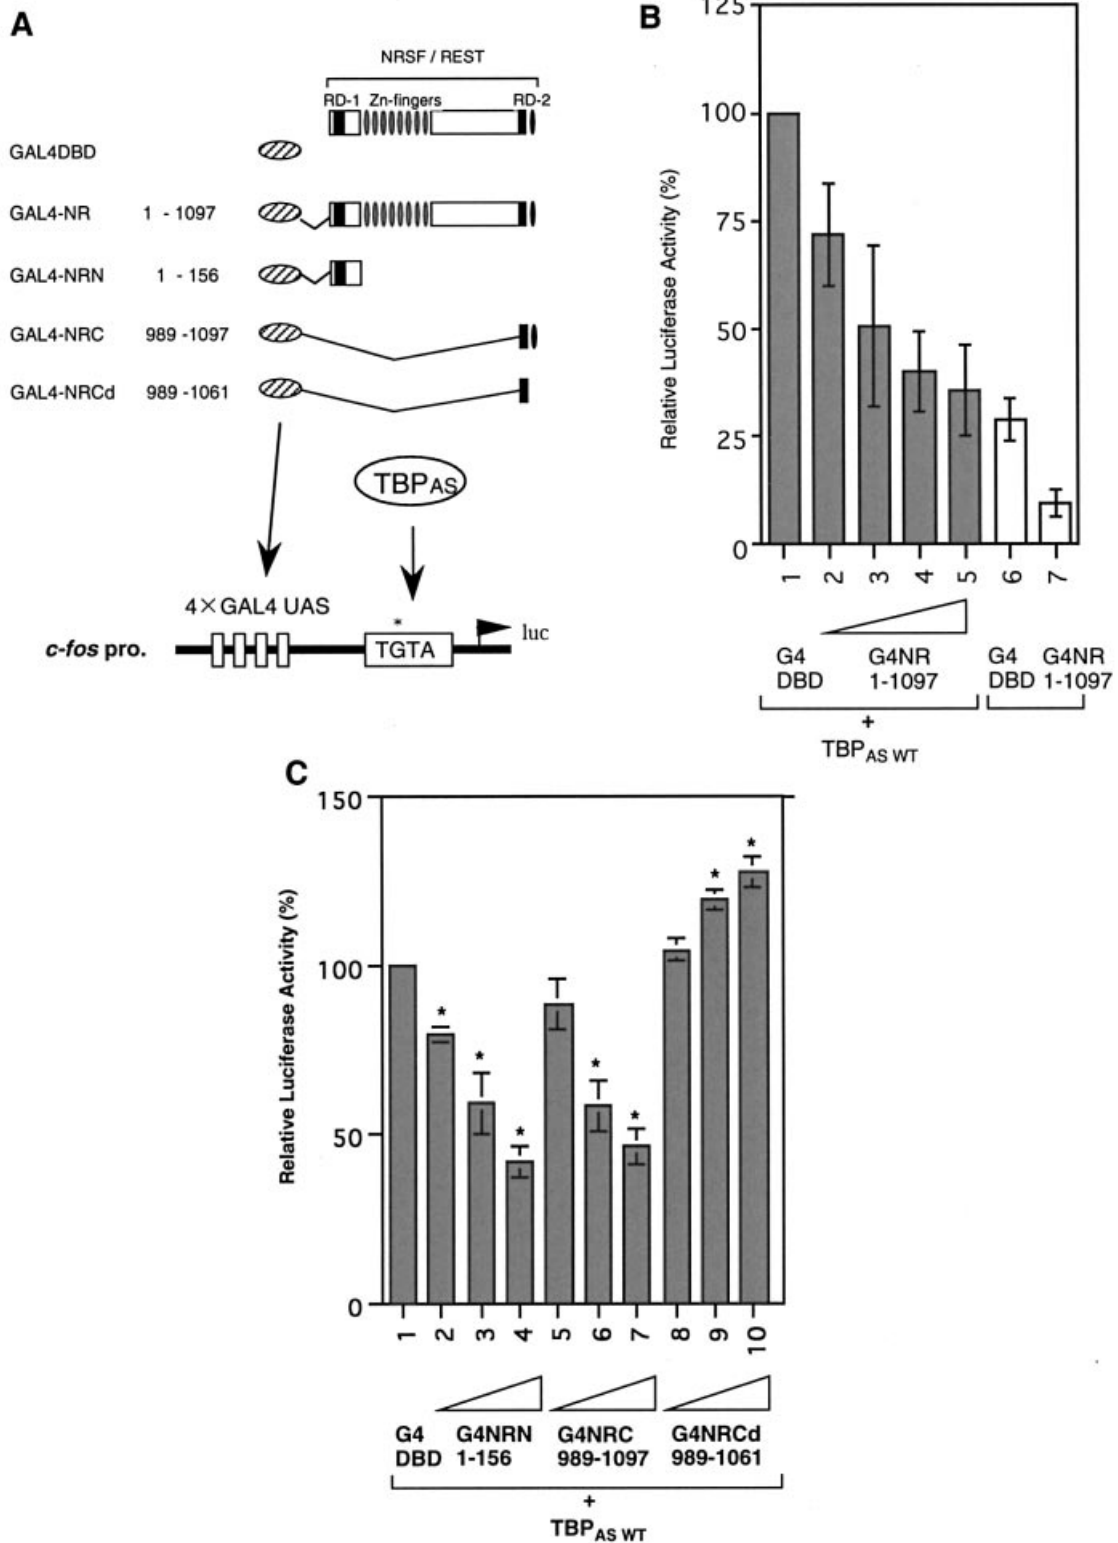 A
NRSF / REST
RD-1 Zn-fingers RD-2
GAL4DBD
GAL4-NR 1 - 1097
GAL4-NRN 1 - 156
GAL4-NRC 989 -1097
GAL4-NRCd 989 -1061
TBPAS
4×GAL4 UAS
*
c-fos pro. TGTA luc
B
Relative Luciferase Activity (%)
125
100
75
50
25
0
1 2 3 4 5 6 7
G4 G4NR G4 G4NR
DBD 1-1097 DBD 1-1097
+
TBPAS WT
C
Relative Luciferase Activity (%)
150
100
50
0
* * * * * * *
1 2 3 4 5 6 7 8 9 10
G4 G4NRN G4NRC G4NRCd
DBD 1-156 989-1097 989-1061
+
TBPAS WT